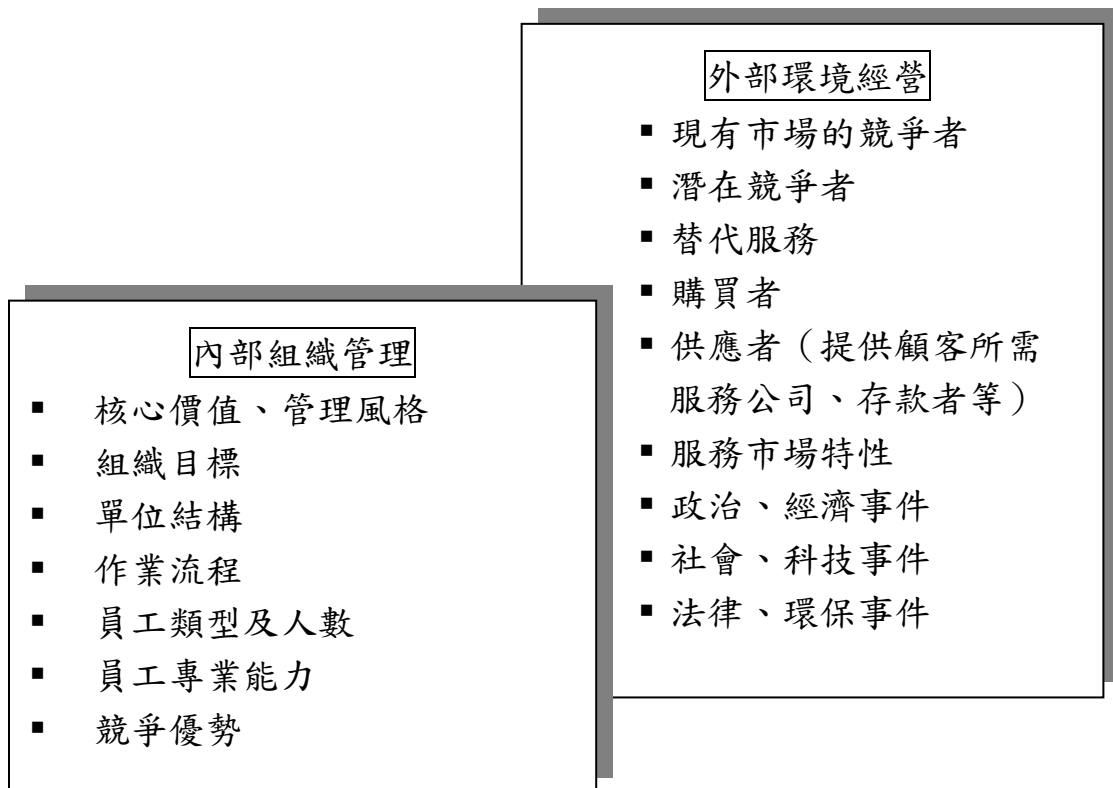 外部環境經營
▪ 現有市場的競爭者
▪ 潛在競爭者
▪ 替代服務
▪ 購買者
▪ 供應者（提供顧客所需
服務公司、存款者等）
▪ 服務市場特性
▪ 政治、經濟事件
▪ 社會、科技事件
▪ 法律、環保事件
內部組織管理
▪ 核心價值、管理風格
▪ 組織目標
▪ 單位結構
▪ 作業流程
▪ 員工類型及人數
▪ 員工專業能力
▪ 競爭優勢